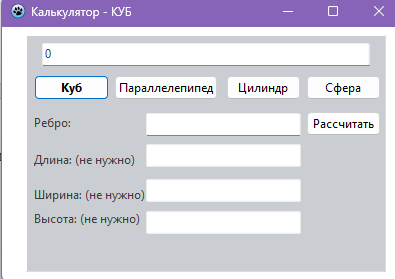 Калькулятор - КУБ
0
Куб Параллелепипед Цилиндр Сфера
Ребро: Рассчитать
Длина: (не нужно)
Ширина: (не нужно)
Высота: (не нужно)